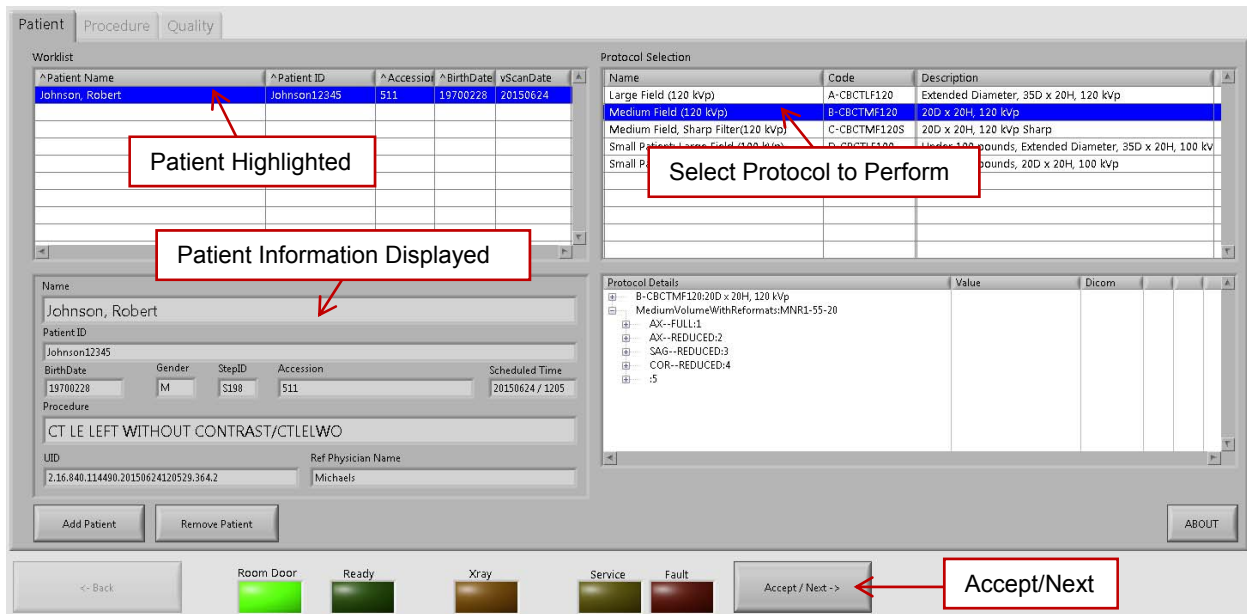 Patient Procedure Quality
Worklist
^Patient Name ^Patient ID ^Accession ^BirthDate vScanDate
Johnson, Robert Johnson12345 511 19700228 20150624
Patient Highlighted
Protocol Selection
Name Code Description
Large Field (120 kVp) A-CBCTLF120 Extended Diameter, 35D x 20H, 120 kVp
Medium Field (120 kVp) B-CBCTMF120 20D x 20H, 120 kVp
Medium Field, Sharp Filter(120 kVp) C-CBCTMF120S 20D x 20H, 120 kVp Sharp
Small Patient: Large Field (100 kVp) D-CBCTLF100 Under 100 pounds, Extended Diameter, 35D x 20H, 100 kV
Small pounds, 20D x 20H, 100 kVp
Select Protocol to Perform
Patient Information Displayed
Name
Johnson, Robert
Patient ID
Johnson12345
BirthDate Gender StepID Accession Scheduled Time
19700228 M S198 511 20150624 / 1205
Procedure
CT LE LEFT WITHOUT CONTRAST/CTLELWO
UID Ref Physician Name
2.16.840.114490.20150624120529.364.2 Michaels
Protocol Details Value Dicom
B-CBCTMF120:20D x 20H, 120 kVp
MediumVolumeWithReformats:MNR1-55-20
AX--FULL:1
AX--REDUCED:2
SAG--REDUCED:3
COR--REDUCED:4
:5
Add Patient Remove Patient ABOUT
<- Back Room Door Ready Xray Service Fault Accept / Next ->
Accept/Next